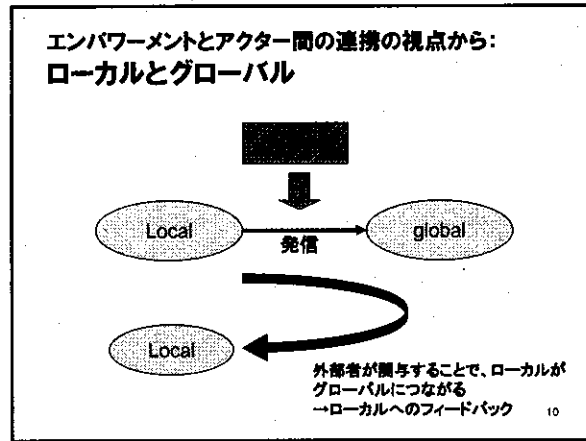 エンパワーメントとアクター間の連携の視点から:
ローカルとグローバル
Local
発信
global
Local
外部者が関与することで、ローカルが
グローバルにつながる
→ローカルへのフィードバック
10